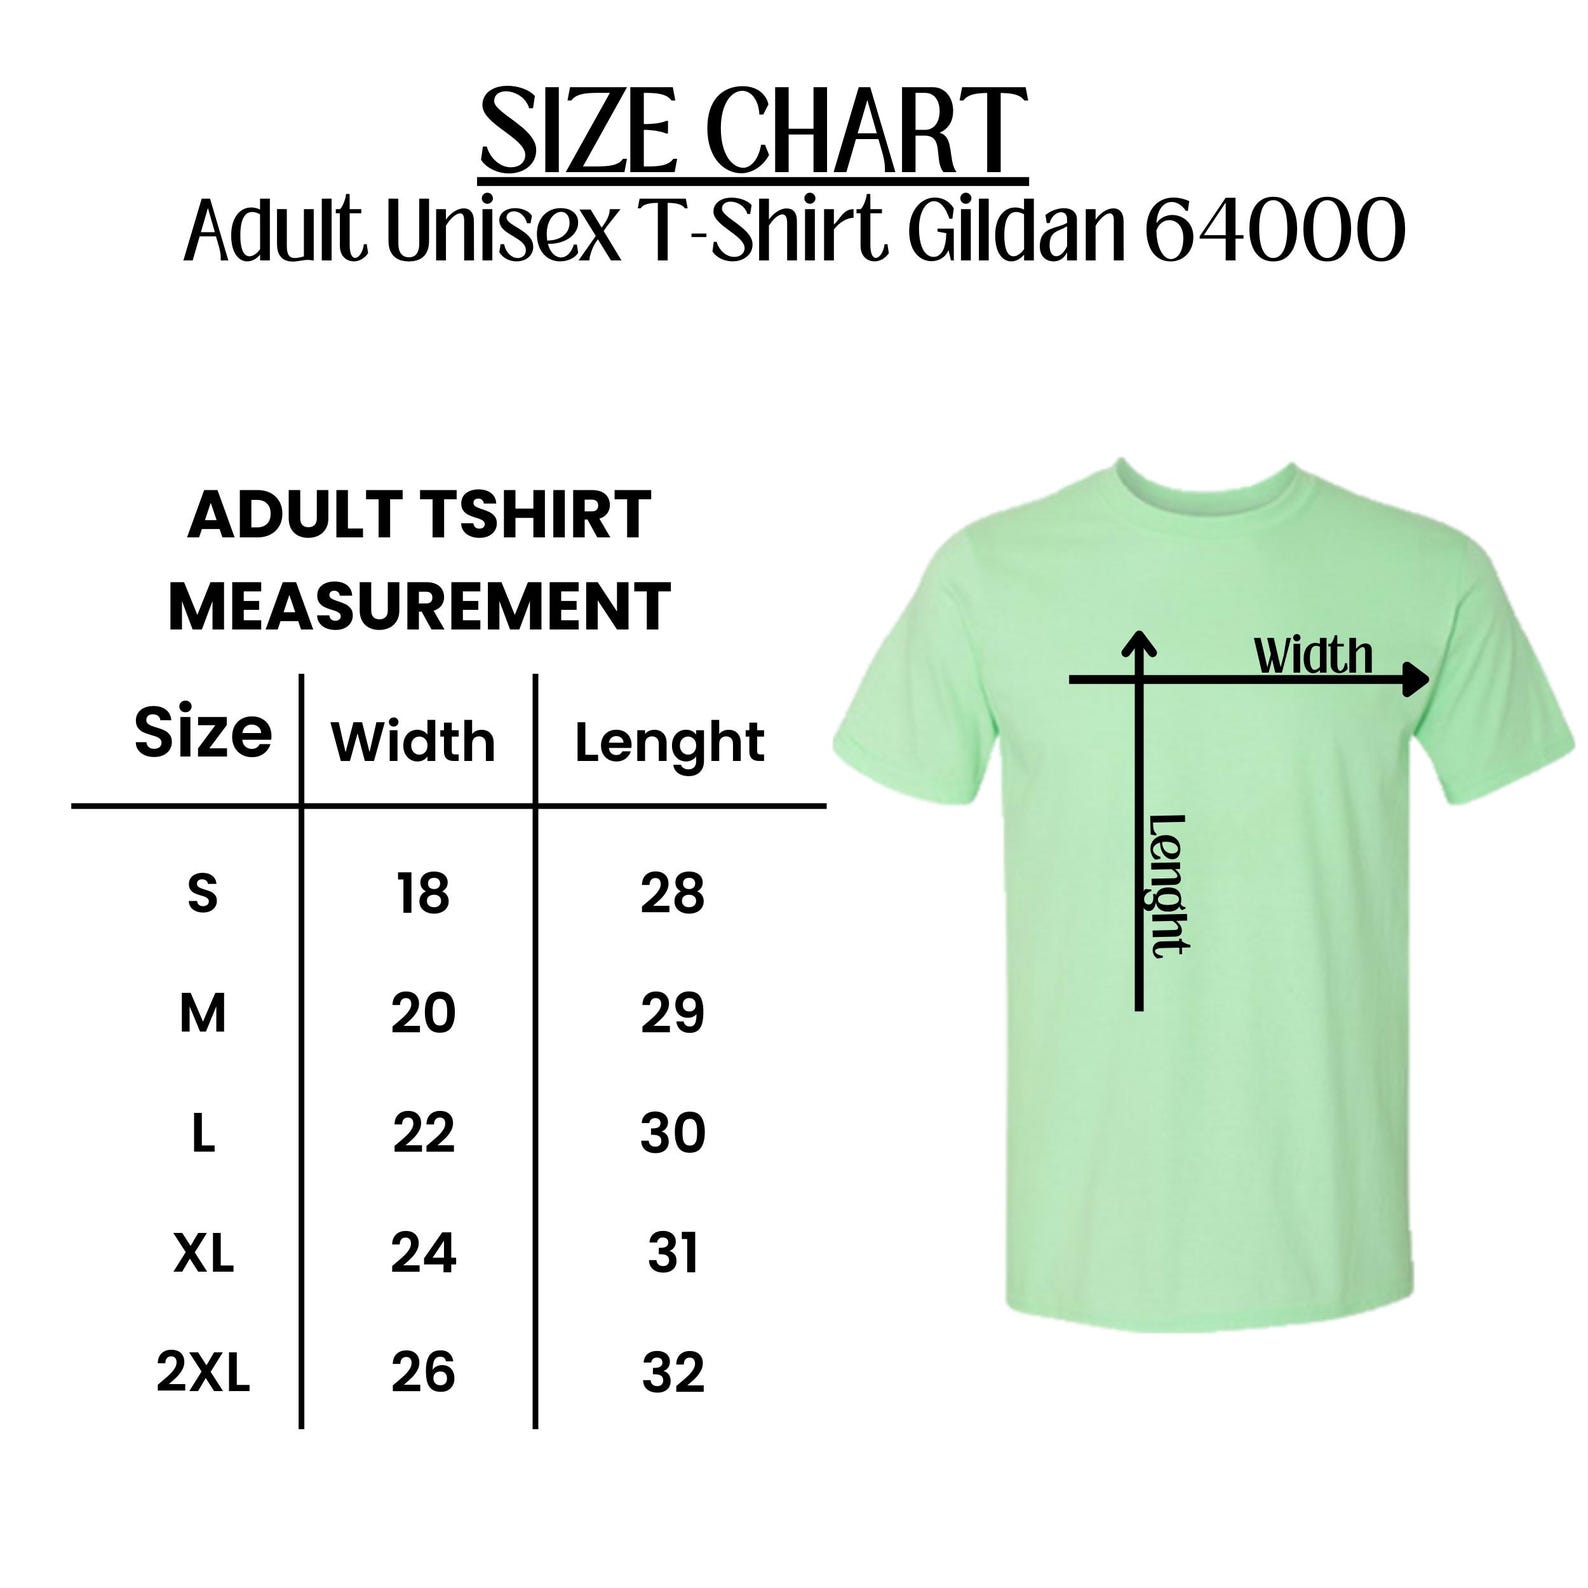 SIZE CHART
Adult Unisex T-Shirt Gildan 64000
ADULT TSHIRT
MEASUREMENT
Size Width Lenght
S 18 28
M 20 29
L 22 30
XL 24 31
2XL 26 32
Width
Lenght